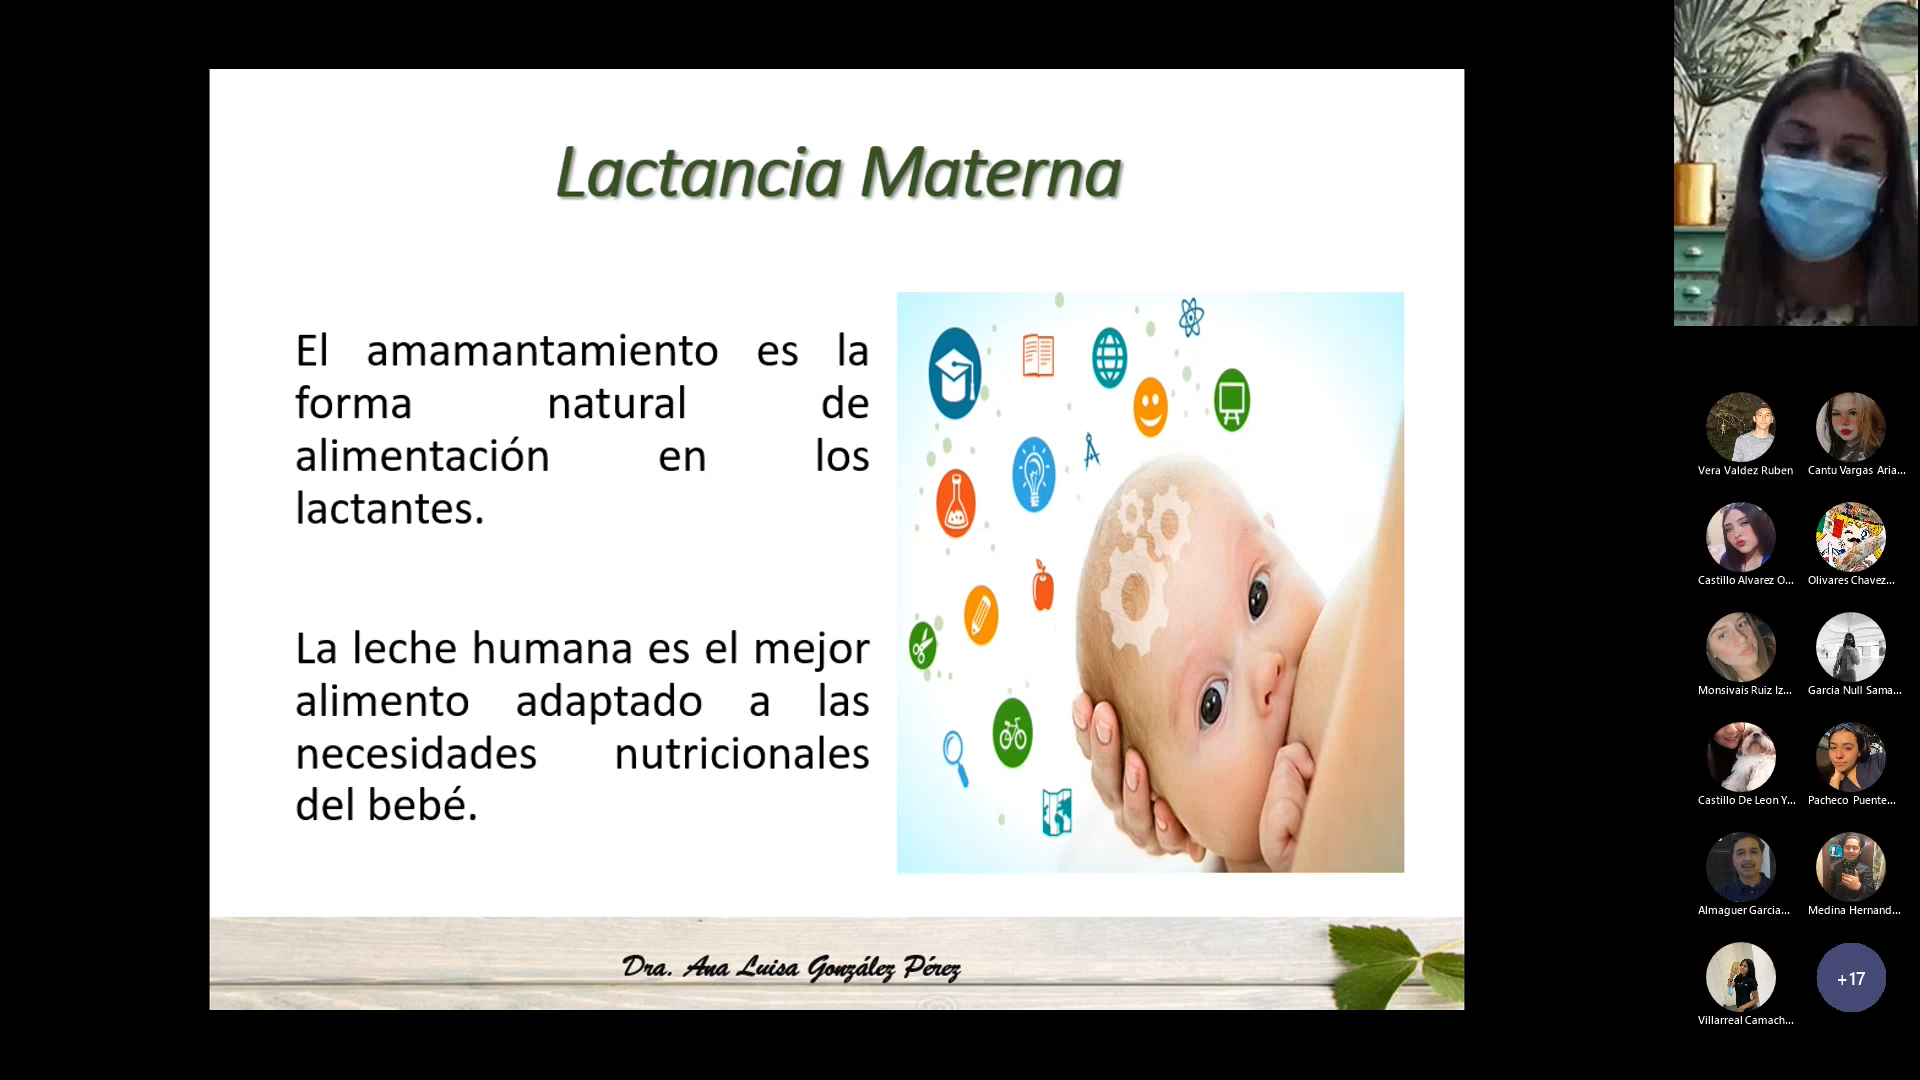 Lactancia Materna
El amamantamiento es la
forma natural de
alimentación en los
lactantes.
La leche humana es el mejor
alimento adaptado a las
necesidades nutricionales
del bebé.
Dra. Ana Luisa González Pérez
Vera Valdez Ruben
Cantu Vargas Aria...
Castillo Alvarez O...
Olivares Chavez...
Monsivais Ruiz Iz...
Garcia Null Sama...
Castillo De Leon Y...
Pacheco Puente...
Almaguer Garcia...
Medina Hernand...
Villarreal Camach...
+17